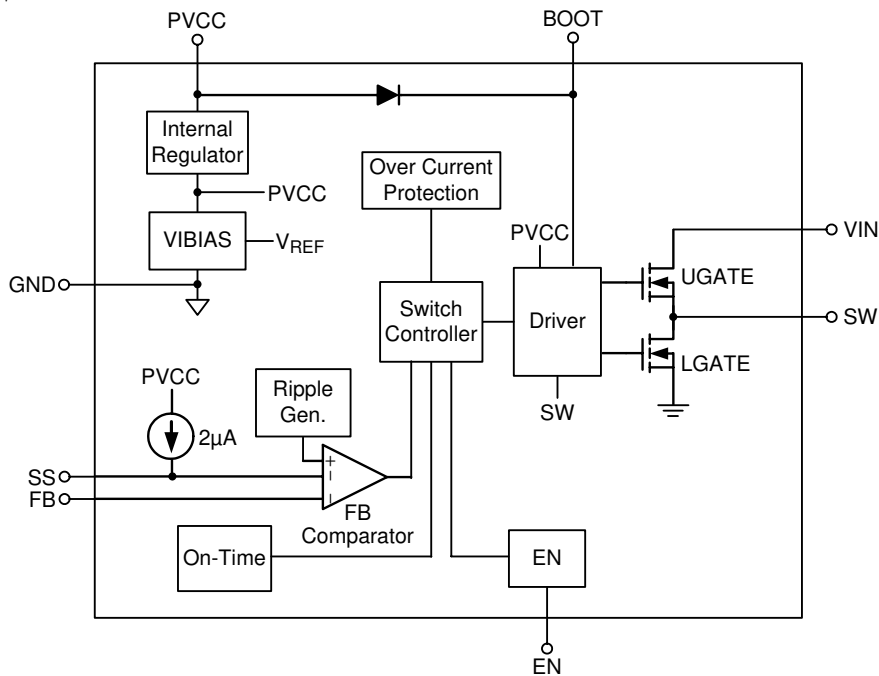 PVCC
BOOT
Internal
Regulator
Over Current
Protection
PVCC
PVCC
VIN
VIBIAS
VREF
UGATE
GND
Switch
Controller
Driver
SW
LGATE
PVCC
Ripple
Gen.
SW
2µA
SS
+
-
FB
-
FB
Comparator
On-Time
EN
EN